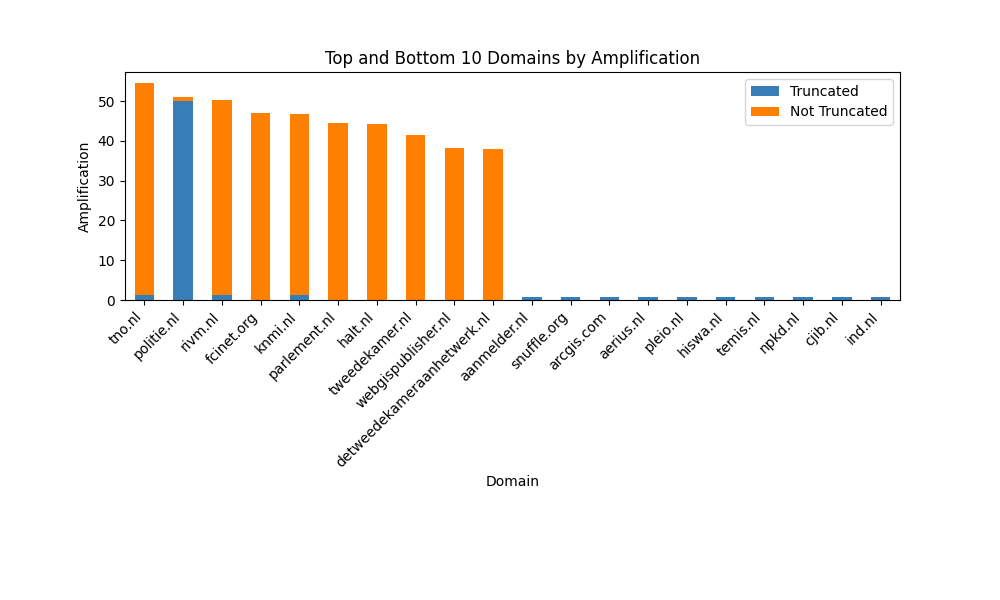 Top and Bottom 10 Domains by Amplification
Truncated
Not Truncated
Amplification
50
40
30
20
10
0
tno.nl
politie.nl
rivm.nl
fcinet.org
knmi.nl
parlement.nl
halt.nl
tweedekamer.nl
webgispublisher.nl
detweedekameraanhetwerk.nl
aanmelder.nl
snuffle.org
arcgis.com
aerius.nl
pleio.nl
hiswa.nl
temis.nl
npkd.nl
cjib.nl
ind.nl
Domain